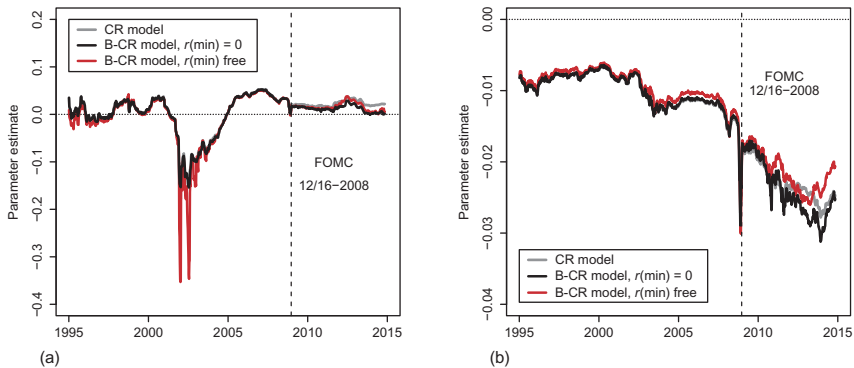 CR model
B-CR model, r(min) = 0
B-CR model, r(min) free
Parameter estimate
0.2
0.1
0.0
−0.1
−0.2
−0.3
−0.4
FOMC
12/16−2008
1995
2000
2005
2010
2015
(a)
Parameter estimate
0.00
−0.01
−0.02
−0.03
−0.04
FOMC
12/16−2008
CR model
B-CR model, r(min) = 0
B-CR model, r(min) free
1995
2000
2005
2010
2015
(b)